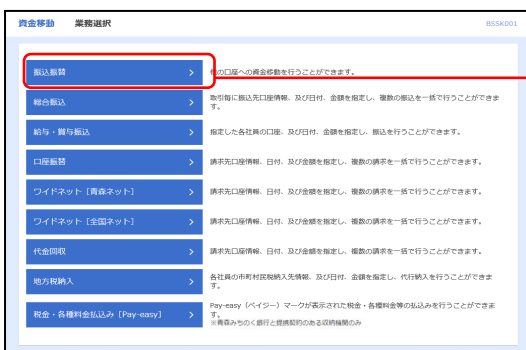 資金移動 業務選択
BSSK001
振込振替
他の口座への資金移動を行うことができます。
総合振込
取引毎に振込先口座情報、及び日付、金額を指定し、複数の振込を一括で行うことができま
す。
給与・賞与振込
指定した各社員の口座、及び日付、金額を指定し、振込を行うことができます。
口座振替
請求先口座情報、日付、及び金額を指定し、複数の請求を一括で行うことができます。
ワイドネット［青森ネット］
請求先口座情報、日付、及び金額を指定し、複数の請求を一括で行うことができます。
ワイドネット［全国ネット］
請求先口座情報、日付、及び金額を指定し、複数の請求を一括で行うことができます。
代金回収
請求先口座情報、日付、及び金額を指定し、複数の請求を一括で行うことができます。
地方税納入
各社員の市町村民税納入先情報、及び日付、金額を指定し、代行納入を行うことができま
す。
税金・各種料金払込み［Pay-easy］
Pay-easy（ペイジー）マークが表示された税金・各種料金等の払込みを行うことができま
す。
※青森みちのく銀行と提携契約のある収納機関のみ